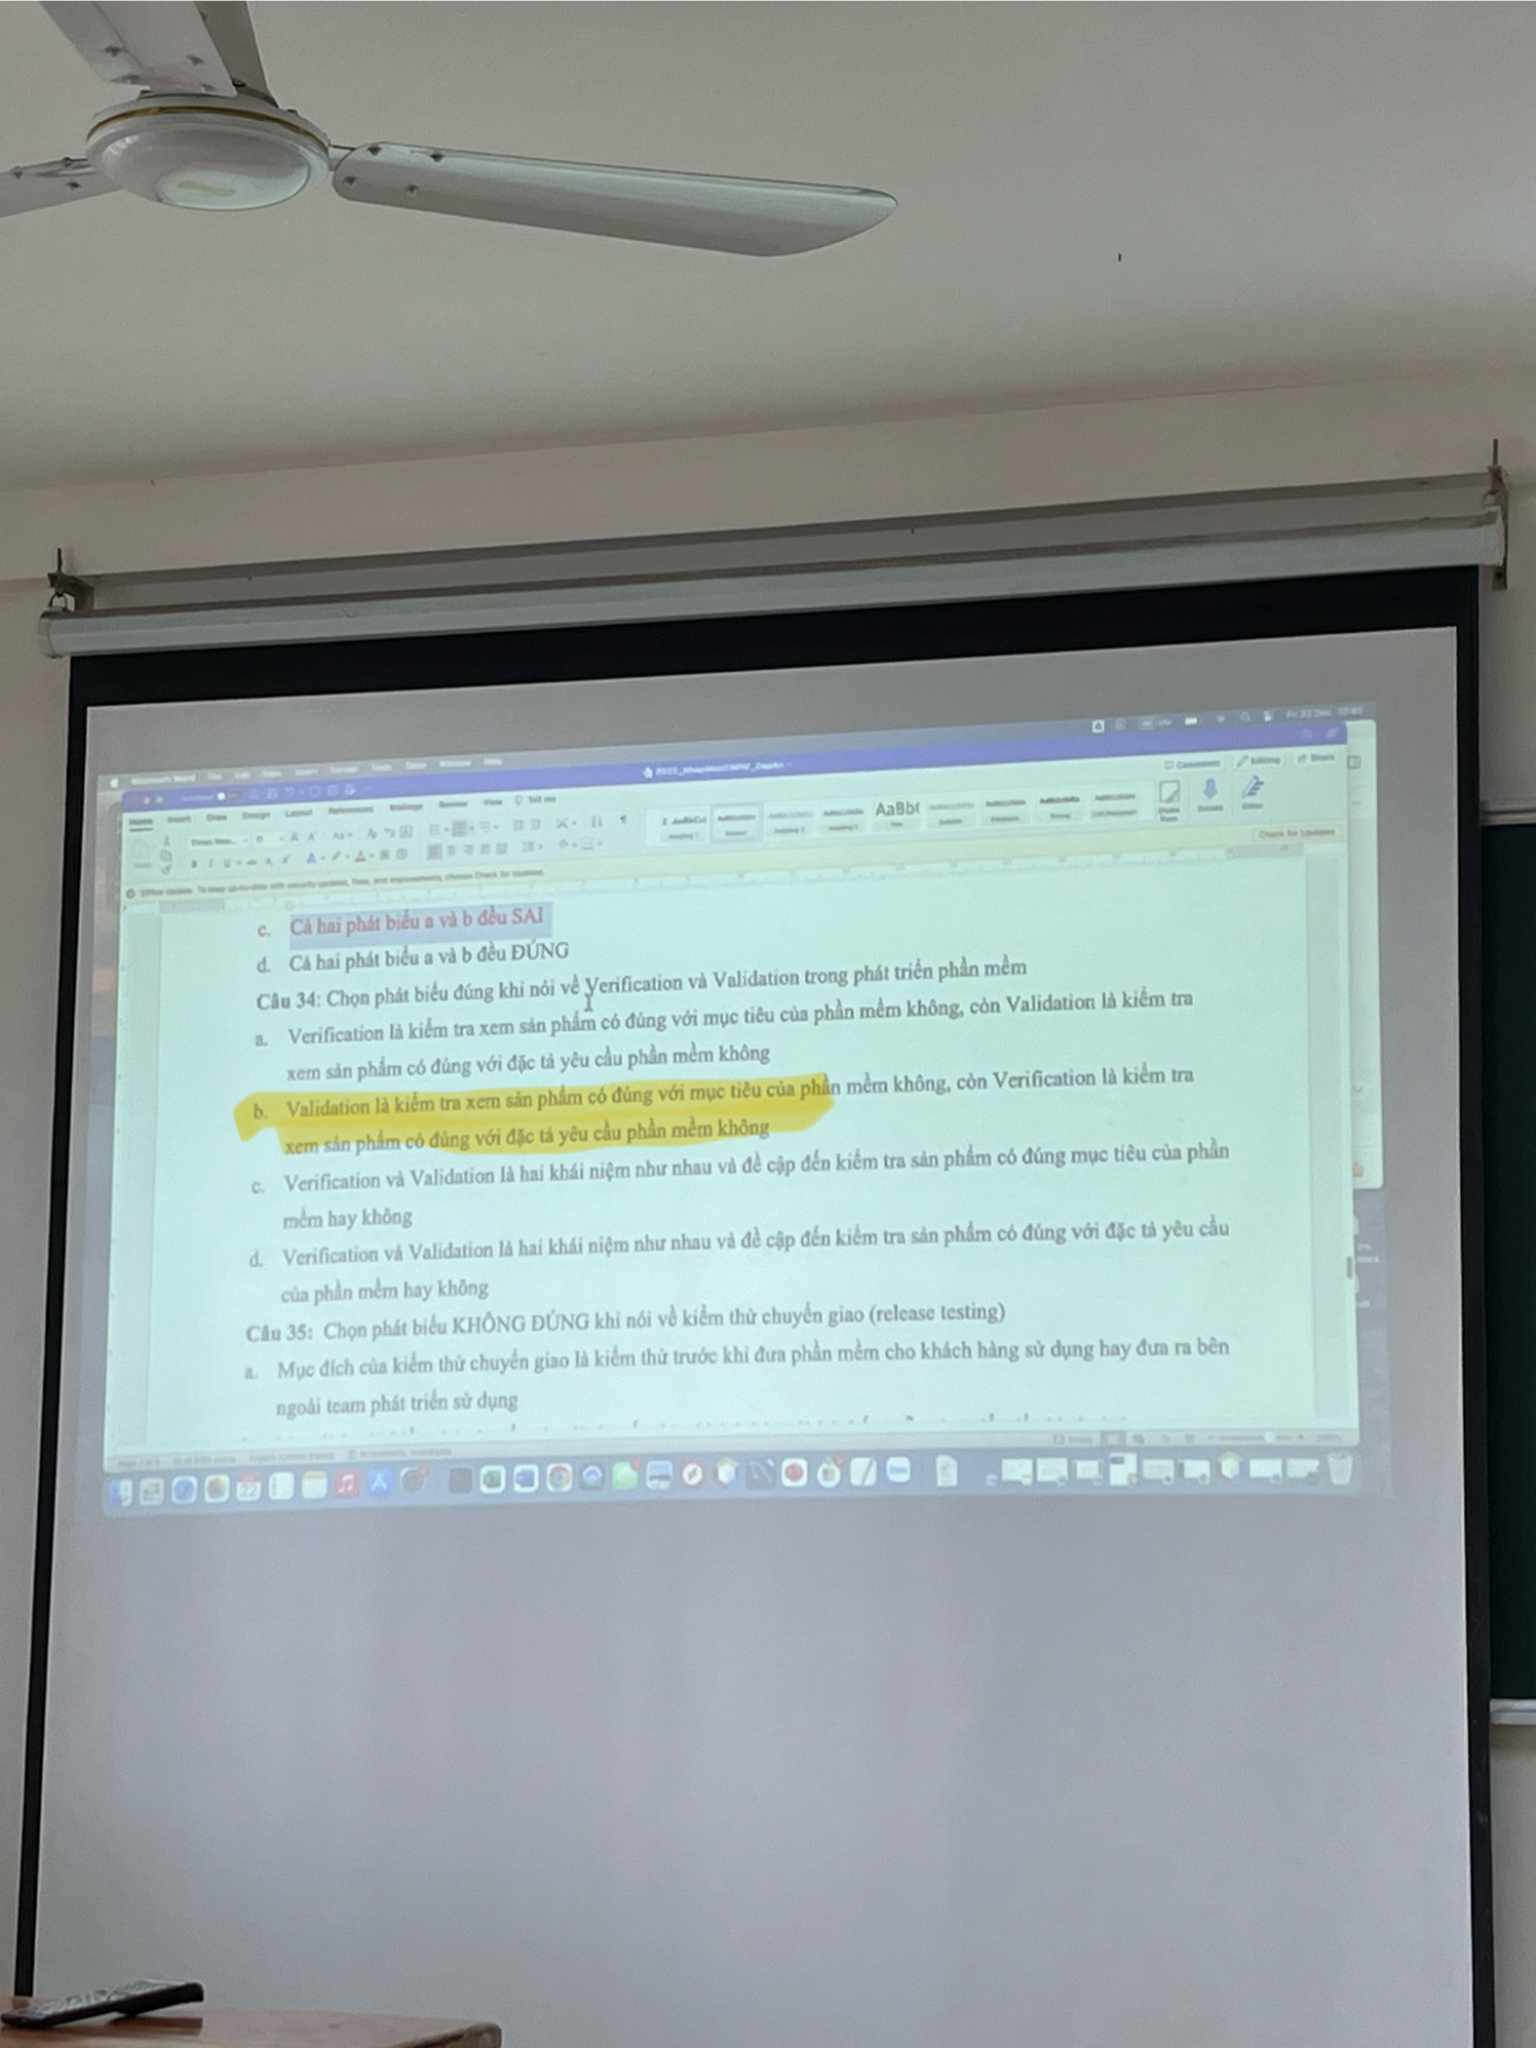 Tell me
AaBb(
Check for Updates
c. Cả hai phát biểu a và b đều SAI
d. Cả hai phát biểu a và b đều ĐÚNG
Câu 34: Chọn phát biểu đúng khi nói về Verification và Validation trong phát triển phần mềm
a. Verification là kiểm tra xem sản phẩm có đúng với mục tiêu của phần mềm không, còn Validation là kiểm tra
xem sản phẩm có đúng với đặc tả yêu cầu phần mềm không
b. Validation là kiểm tra xem sản phẩm có đúng với mục tiêu của phần mềm không, còn Verification là kiểm tra
xem sản phẩm có đúng với đặc tả yêu cầu phần mềm không
c. Verification và Validation là hai khái niệm như nhau và đề cập đến kiểm tra sản phẩm có đúng mục tiêu của phần
mềm hay không
d. Verification và Validation là hai khái niệm như nhau và đề cập đến kiểm tra sản phẩm có đúng với đặc tả yêu cầu
của phần mềm hay không
Câu 35: Chọn phát biểu KHÔNG ĐÚNG khi nói về kiểm thử chuyển giao (release testing)
a. Mục đích của kiểm thử chuyển giao là kiểm thử trước khi đưa phần mềm cho khách hàng sử dụng hay đưa ra bên
ngoài team phát triển sử dụng
22